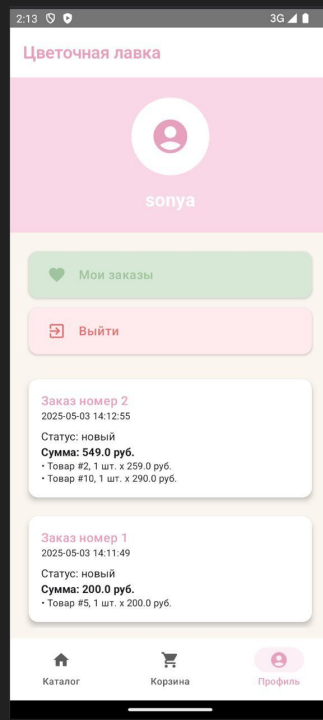 2:13
3G
Цветочная лавка
sonya
Мои заказы
Выйти
Заказ номер 2
2025-05-03 14:12:55
Статус: новый
Сумма: 549.0 руб.
• Товар #2, 1 шт. x 259.0 руб.
• Товар #10, 1 шт. x 290.0 руб.
Заказ номер 1
2025-05-03 14:11:49
Статус: новый
Сумма: 200.0 руб.
• Товар #5, 1 шт. x 200.0 руб.
Каталог
Корзина
Профиль